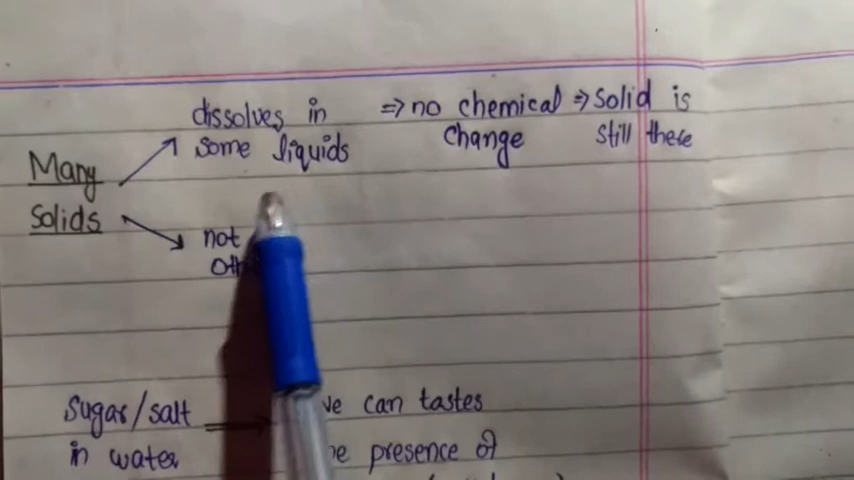 dissolves in ⇒ no chemical ⇒ solid is
some liquids change still there
Many
Solids
not
sugar/salt → can tastes
in water presence of